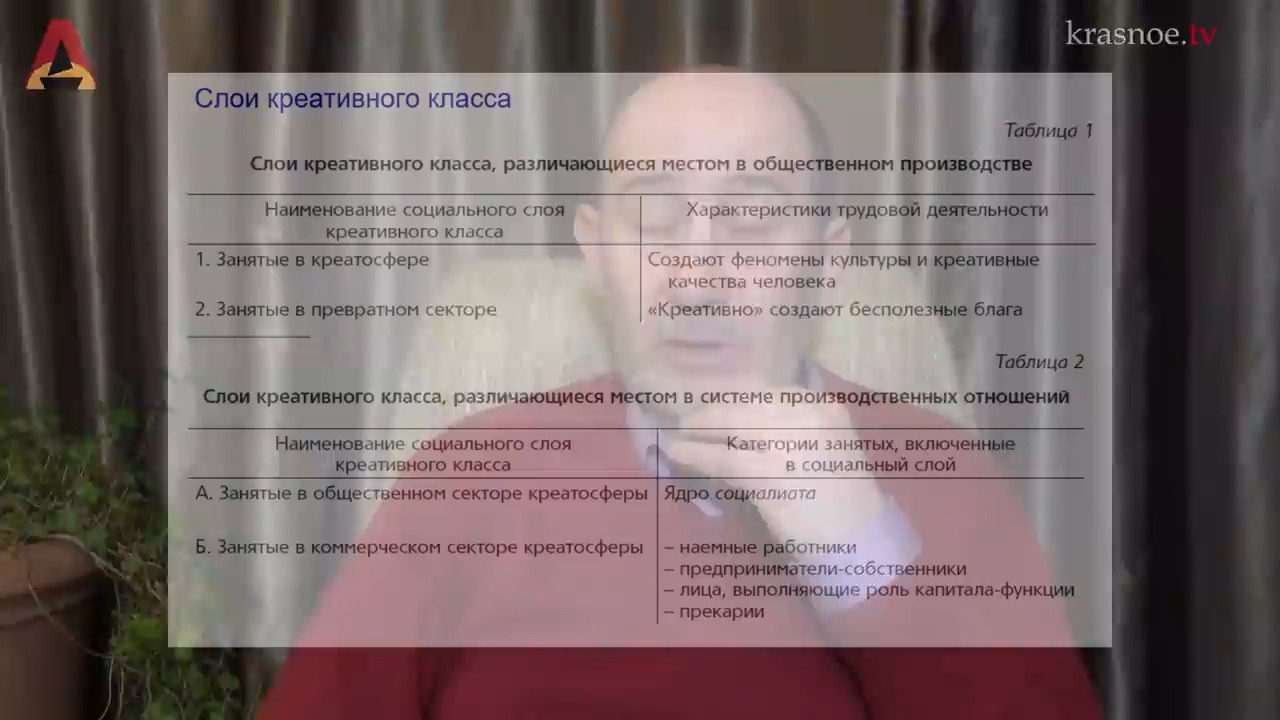 krasnoe.tv
Слои креативного класса
Таблица 1
Слои креативного класса, различающиеся местом в общественном производстве
Наименование социального слоя
креативного класса
Характеристики трудовой деятельности
1. Занятые в креатосфере
Создают феномены культуры и креативные
качества человека
2. Занятые в превратном секторе
«Креативно» создают бесполезные блага
Таблица 2
Слои креативного класса, различающиеся местом в системе производственных отношений
Наименование социального слоя
креативного класса
Категории занятых, включенные
в социальный слой
А. Занятые в общественном секторе креатосферы
Ядро социалиата
Б. Занятые в коммерческом секторе креатосферы
– наемные работники
– предприниматели-собственники
– лица, выполняющие роль капитала-функции
– прекарии